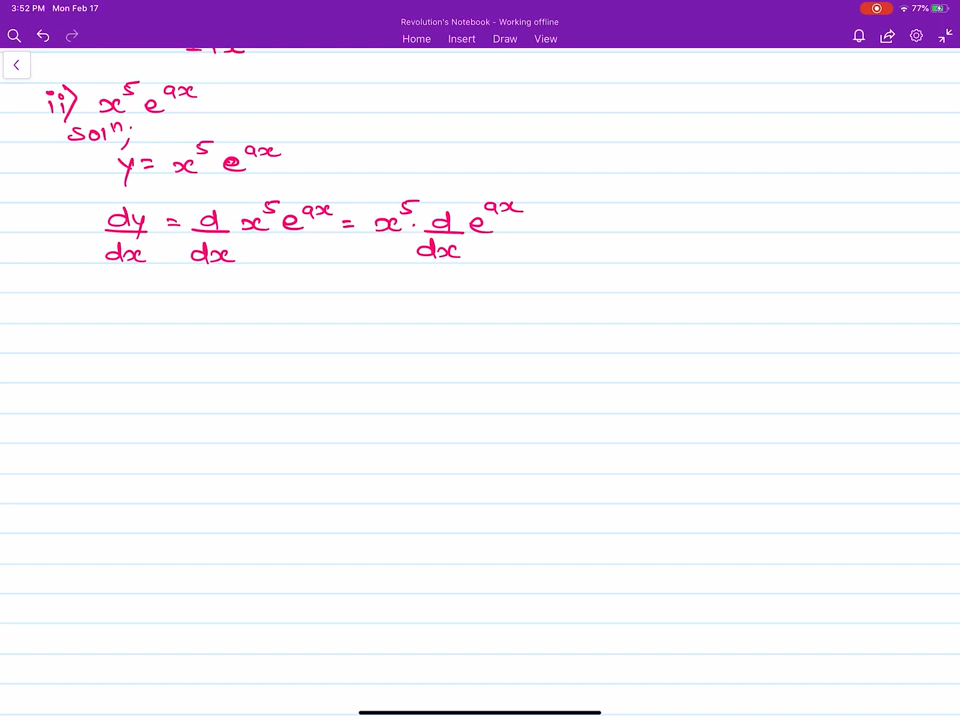 3:52 PM Mon Feb 17
77%
Revolution's Notebook - Working offline
Home Insert Draw View
ii) x⁵ e^ax
solⁿ;
y = x⁵ e^ax
dy/dx = d/dx x⁵ e^ax = x⁵ · d/dx e^ax